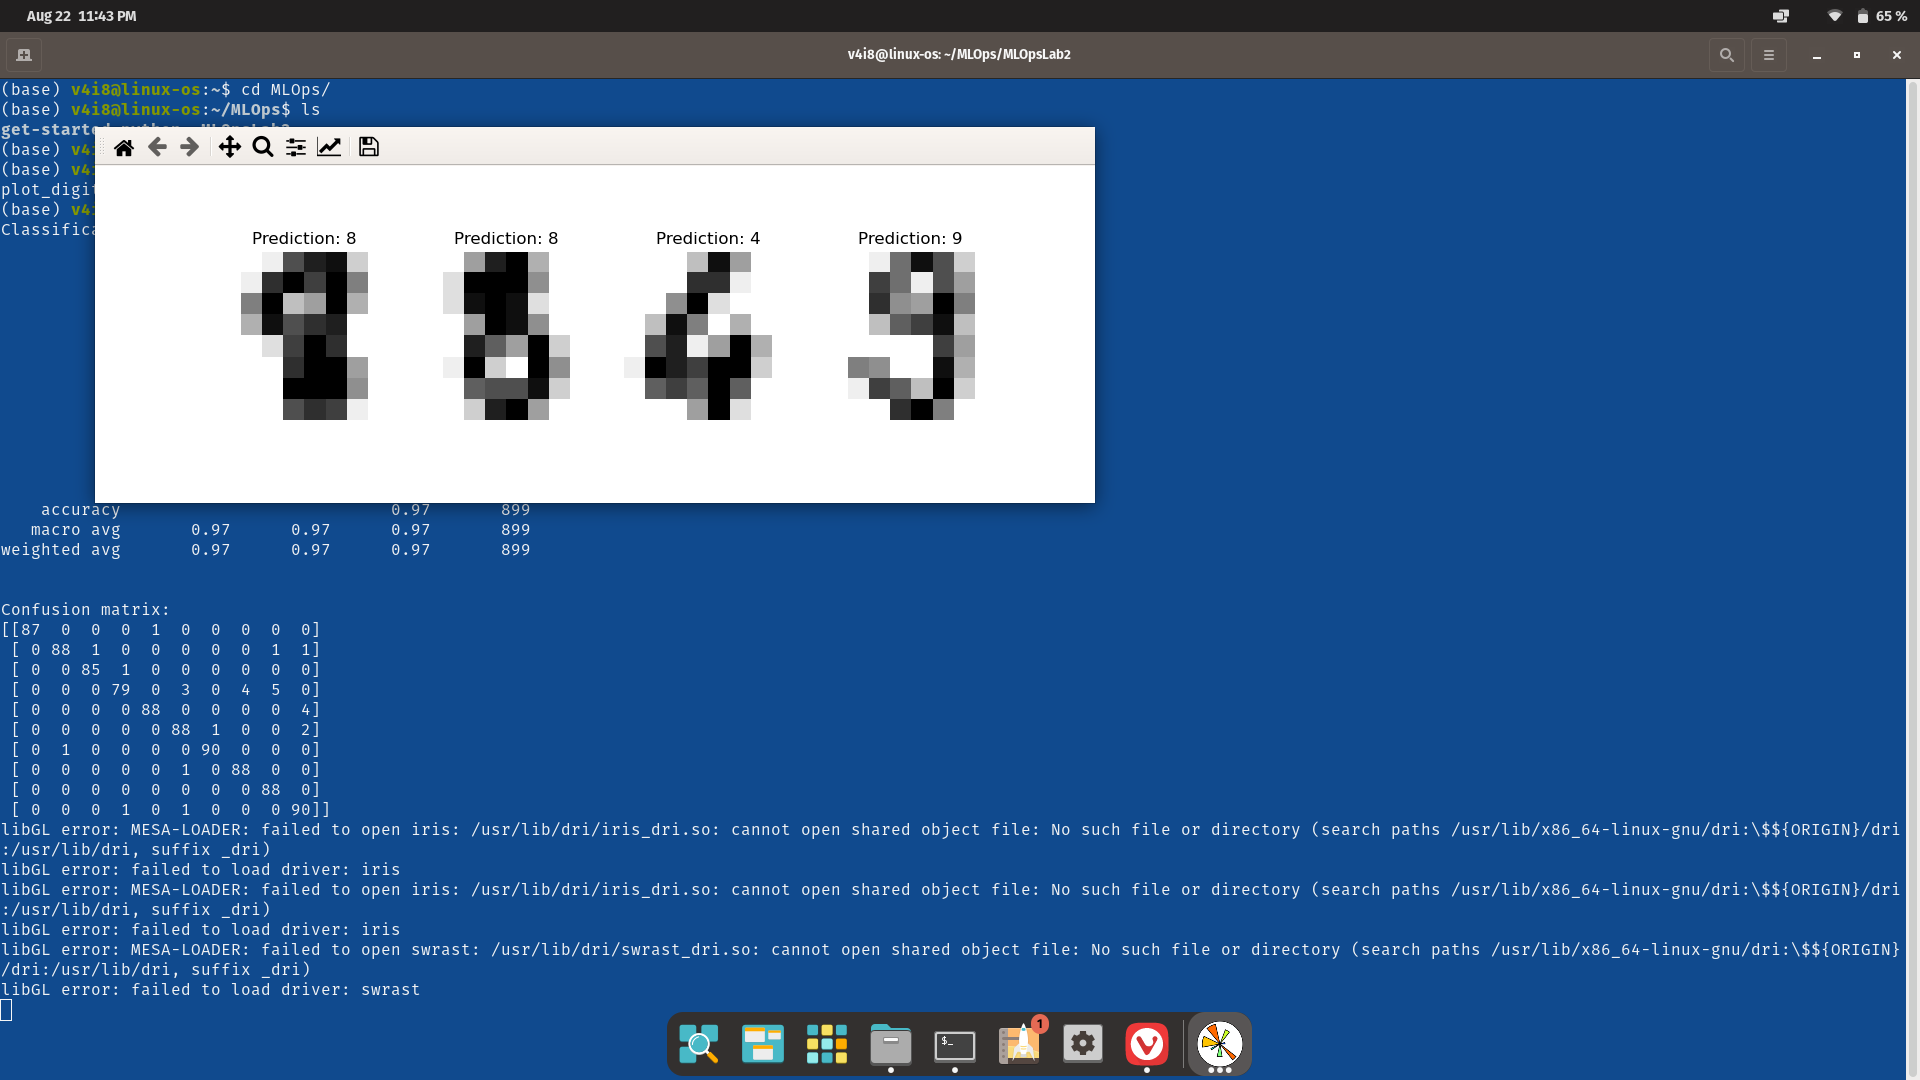 Aug 22 11:43 PM
65 %
v4i8@linux-os: ~/MLOps/MLOpsLab2
(base) v4i8@linux-os:~$ cd MLOps/
(base) v4i8@linux-os:~/MLOps$ ls
get-starte
(base) v4i
(base) v4i
plot_digit
(base) v4i
Classifica
Prediction: 8
Prediction: 8
Prediction: 4
Prediction: 9
accuracy 0.97 899
macro avg 0.97 0.97 0.97 899
weighted avg 0.97 0.97 0.97 899
Confusion matrix:
[[87 0 0 0 1 0 0 0 0 0]
[ 0 88 1 0 0 0 0 0 1 1]
[ 0 0 85 1 0 0 0 0 0 0]
[ 0 0 0 79 0 3 0 4 5 0]
[ 0 0 0 0 88 0 0 0 0 4]
[ 0 0 0 0 0 88 1 0 0 2]
[ 0 1 0 0 0 0 90 0 0 0]
[ 0 0 0 0 0 1 0 88 0 0]
[ 0 0 0 0 0 0 0 0 88 0]
[ 0 0 0 1 0 1 0 0 0 90]]
libGL error: MESA-LOADER: failed to open iris: /usr/lib/dri/iris_dri.so: cannot open shared object file: No such file or directory (search paths /usr/lib/x86_64-linux-gnu/dri:\$${ORIGIN}/dri
:/usr/lib/dri, suffix _dri)
libGL error: failed to load driver: iris
libGL error: MESA-LOADER: failed to open iris: /usr/lib/dri/iris_dri.so: cannot open shared object file: No such file or directory (search paths /usr/lib/x86_64-linux-gnu/dri:\$${ORIGIN}/dri
:/usr/lib/dri, suffix _dri)
libGL error: failed to load driver: iris
libGL error: MESA-LOADER: failed to open swrast: /usr/lib/dri/swrast_dri.so: cannot open shared object file: No such file or directory (search paths /usr/lib/x86_64-linux-gnu/dri:\$${ORIGIN}
/dri:/usr/lib/dri, suffix _dri)
libGL error: failed to load driver: swrast
$_
1